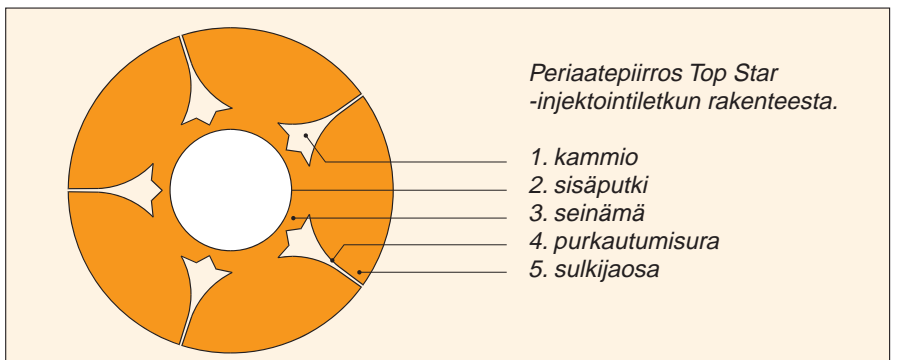 Periaatepiirros Top Star
-injektointiletkun rakenteesta.
1. kammio
2. sisäputki
3. seinämä
4. purkautumisura
5. sulkijaosa